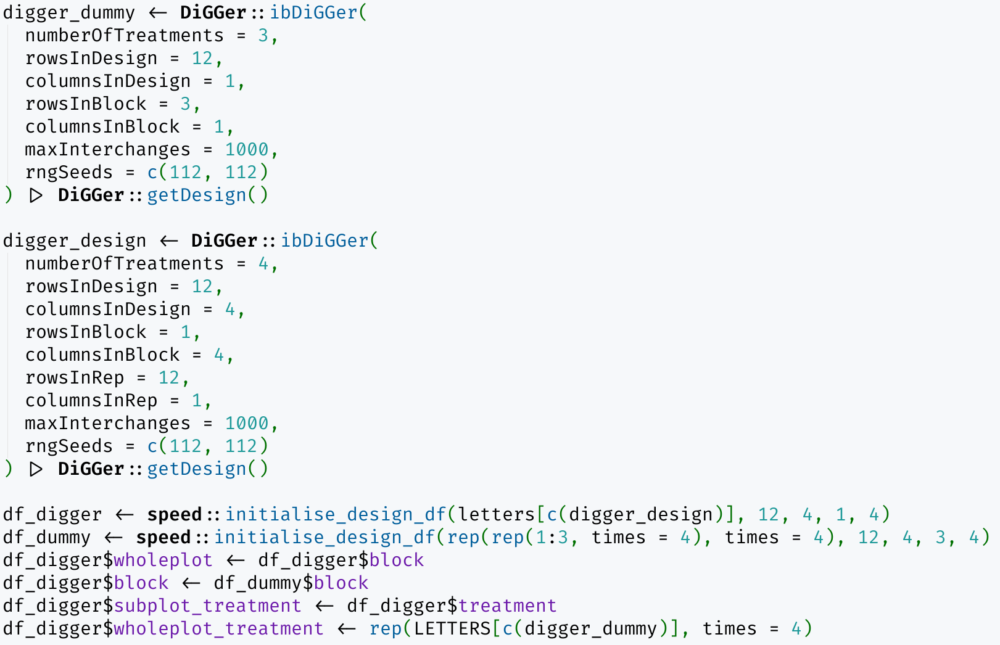 digger_dummy <- DiGGer::ibDiGGer(
  numberOfTreatments = 3,
  rowsInDesign = 12,
  columnsInDesign = 1,
  rowsInBlock = 3,
  columnsInBlock = 1,
  maxInterchanges = 1000,
  rngSeeds = c(112, 112)
) |> DiGGer::getDesign()

digger_design <- DiGGer::ibDiGGer(
  numberOfTreatments = 4,
  rowsInDesign = 12,
  columnsInDesign = 4,
  rowsInBlock = 1,
  columnsInBlock = 4,
  rowsInRep = 12,
  columnsInRep = 1,
  maxInterchanges = 1000,
  rngSeeds = c(112, 112)
) |> DiGGer::getDesign()

df_digger <- speed::initialise_design_df(letters[c(digger_design)], 12, 4, 1, 4)
df_dummy <- speed::initialise_design_df(rep(rep(1:3, times = 4), times = 4), 12, 4, 3, 4)
df_digger$wholeplot <- df_digger$block
df_digger$block <- df_dummy$block
df_digger$subplot_treatment <- df_digger$treatment
df_digger$wholeplot_treatment <- rep(LETTERS[c(digger_dummy)], times = 4)